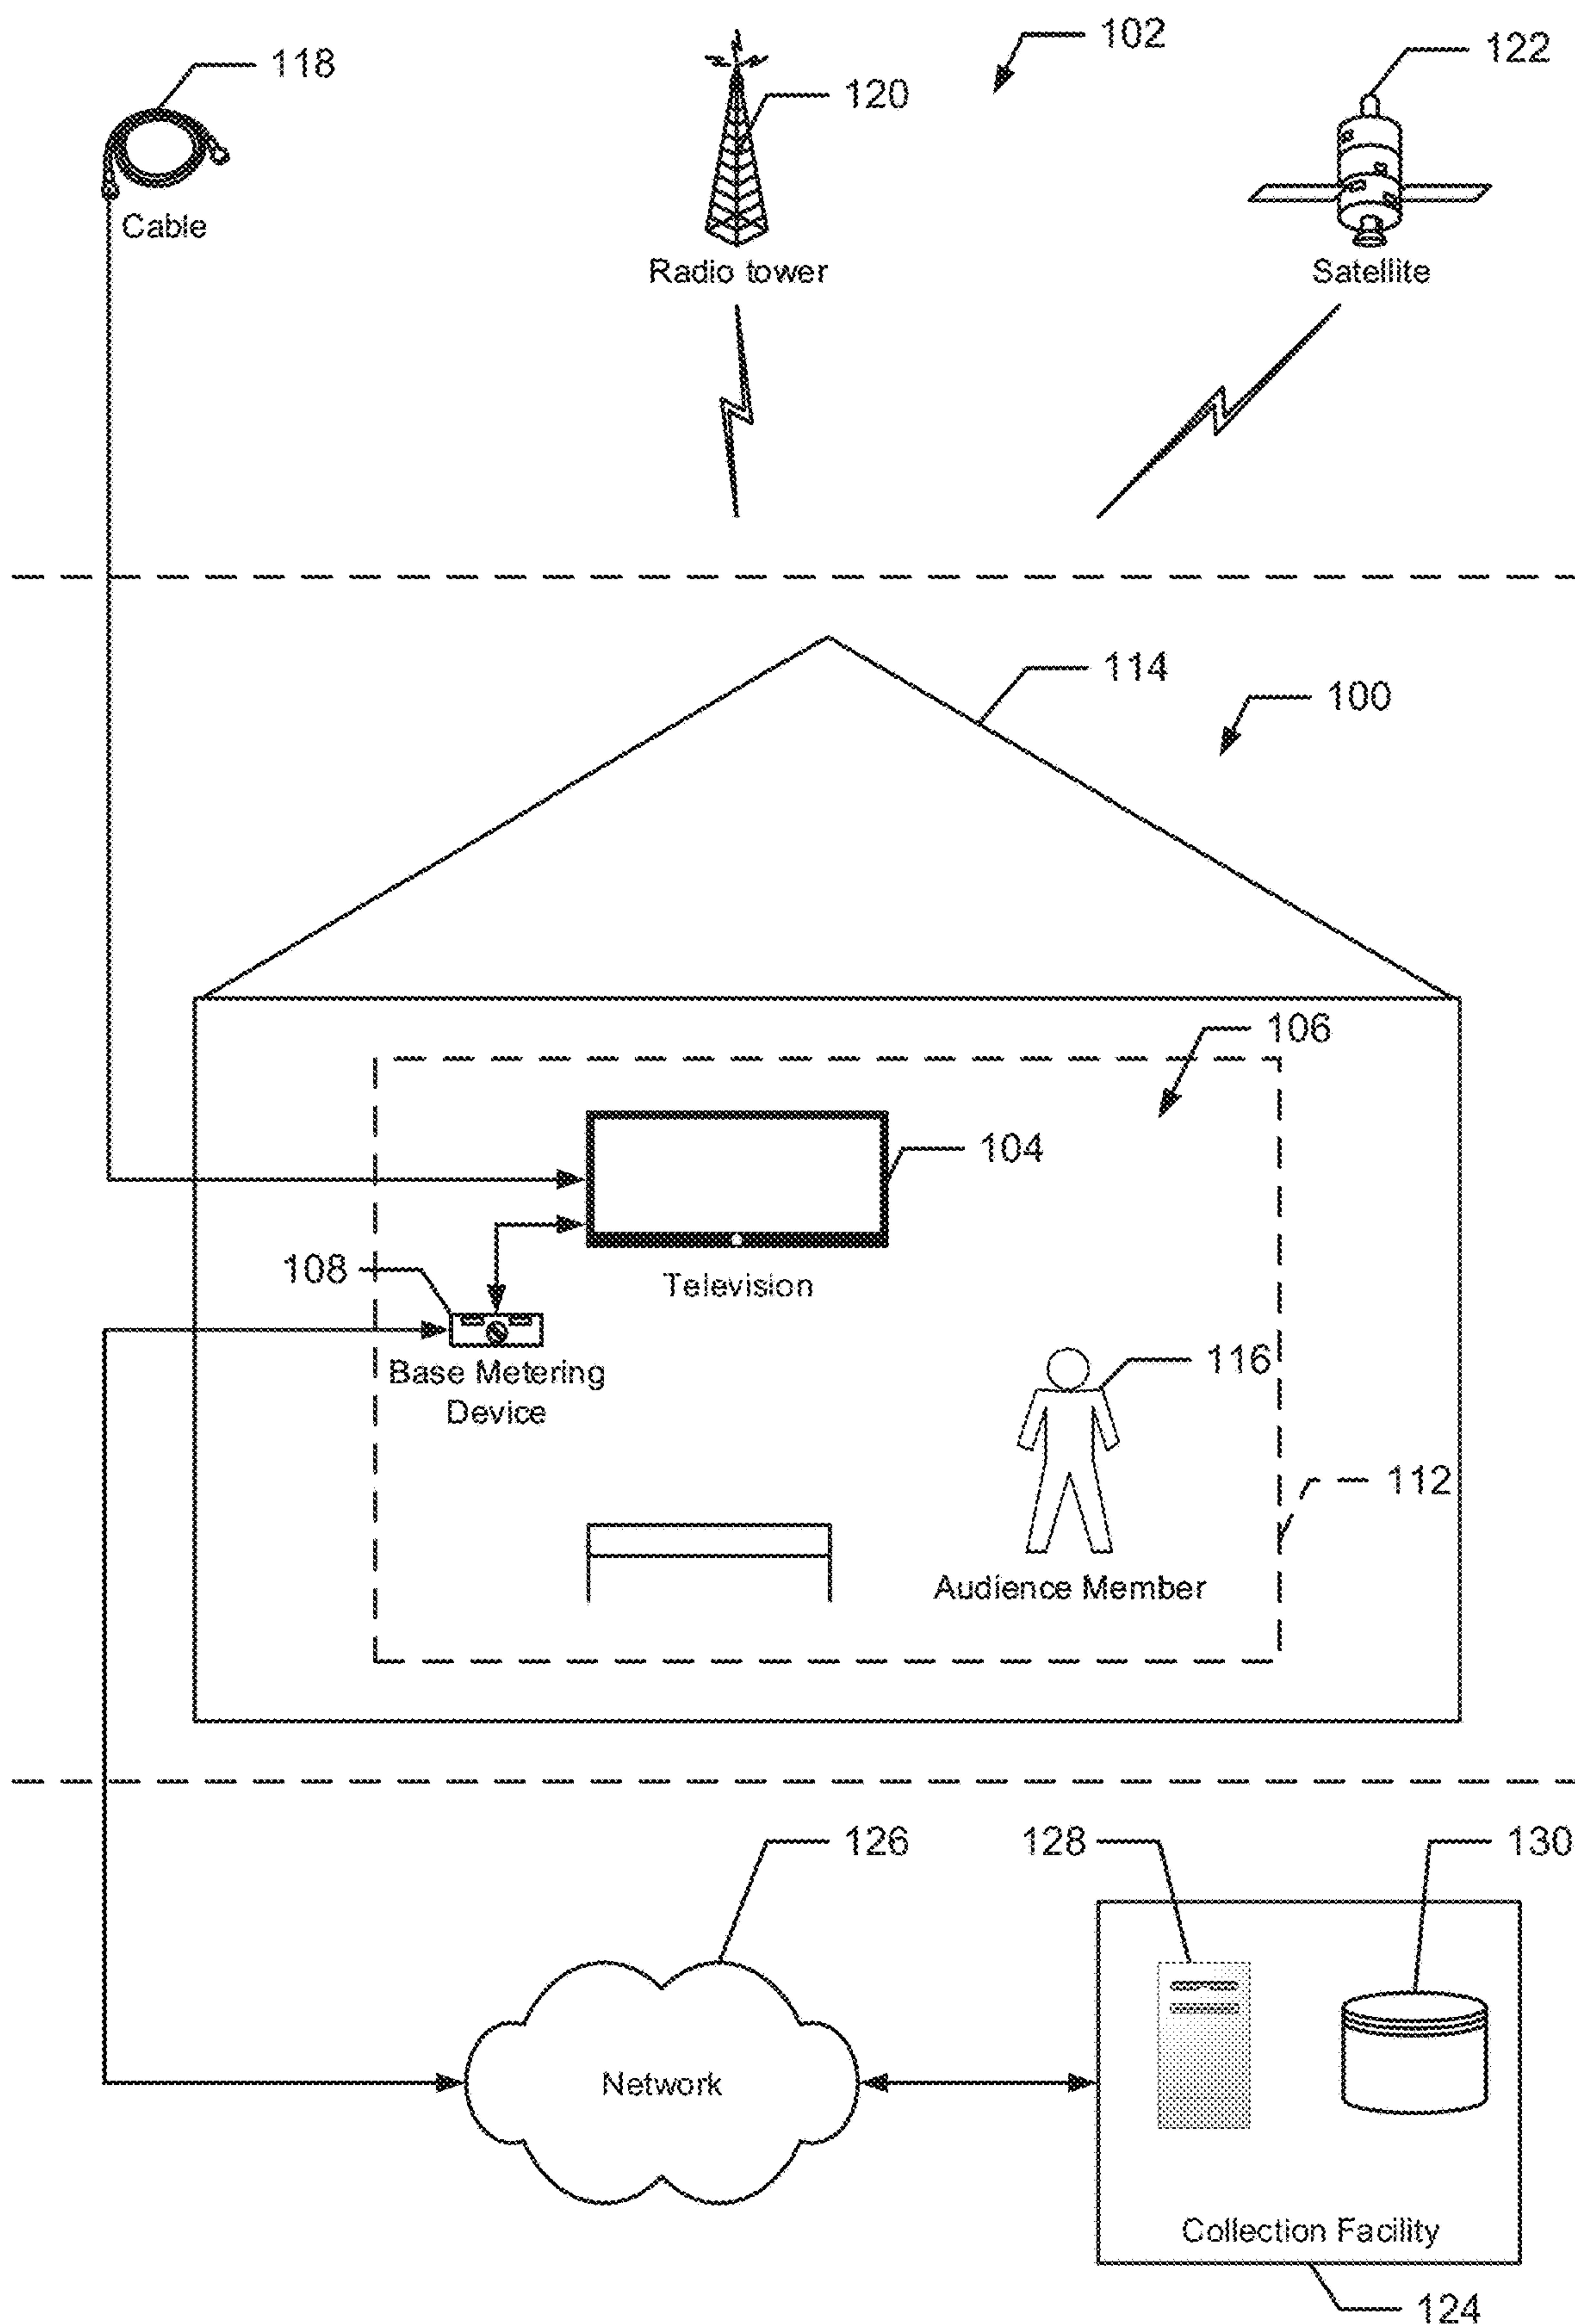 102
118
122
120
Cable
Radio tower
Satellite
114
100
106
104
108
Television
Base Metering
Device
116
112
Audience Member
126
128
130
Network
Collection Facility
124